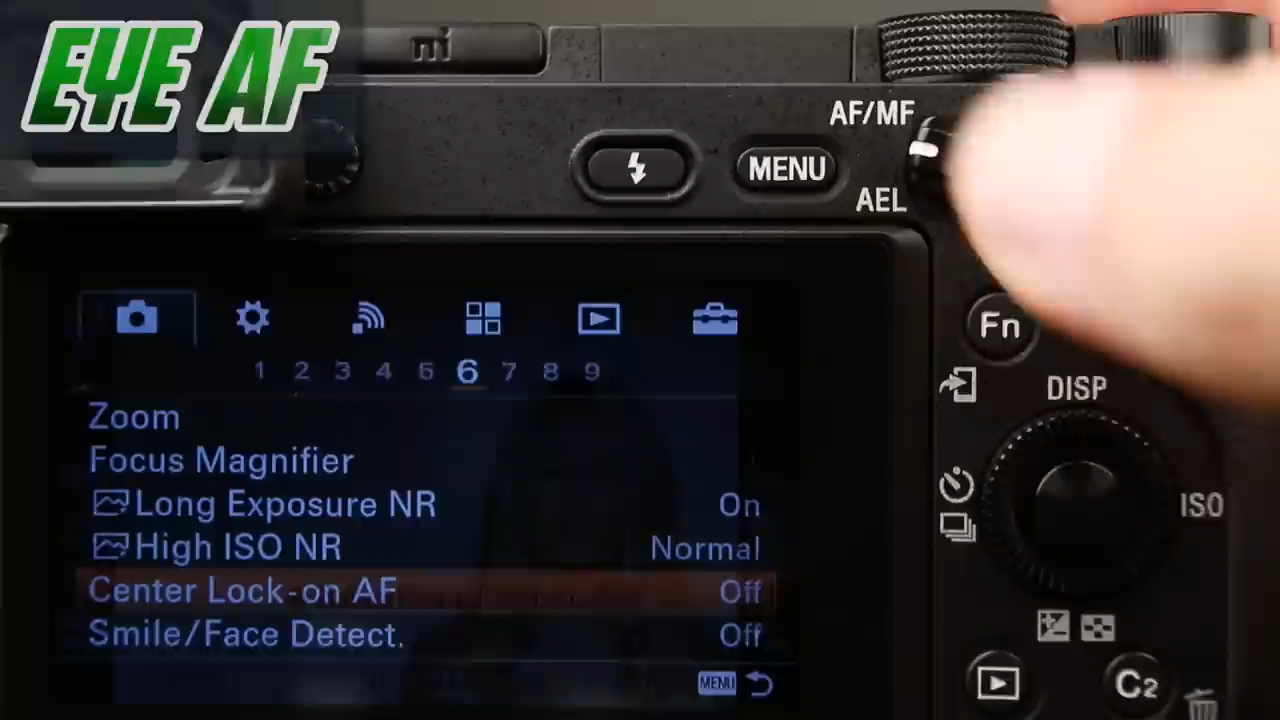 EYE AF
mi
AF/MF
MENU
AEL
Fn
1 2 3 4 5 6 7 8 9
DISP
Zoom
Focus Magnifier
Long Exposure NR On
ISO
High ISO NR Normal
Center Lock-on AF Off
Smile/Face Detect. Off
MENU
C2